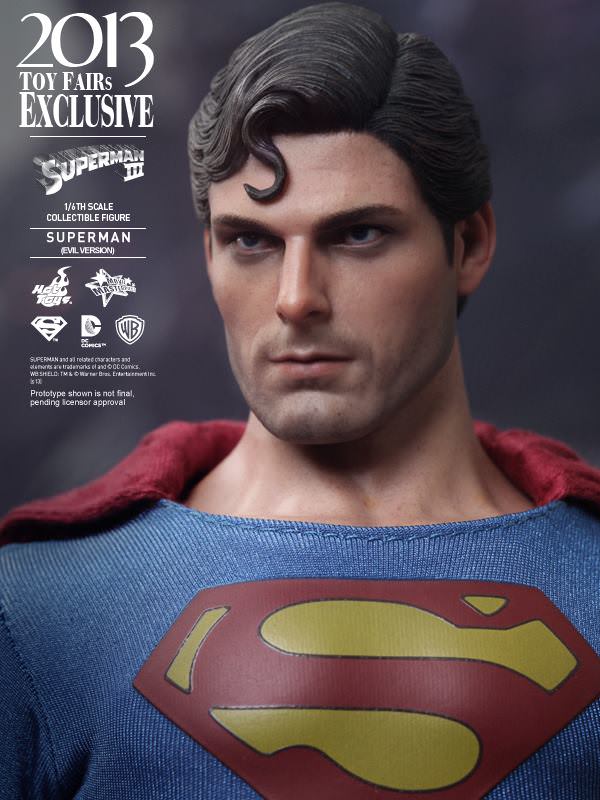 2013
TOY FAIRS
EXCLUSIVE
SUPERMAN
III
1/6TH SCALE
COLLECTIBLE FIGURE
SUPERMAN
(EVIL VERSION)
Hot Toys®
MOVIE MASTERPIECE
S
DC
COMICS™
WB
SUPERMAN and all related characters and
elements are trademarks of and © DC Comics.
WB SHIELD: TM & © Warner Bros. Entertainment Inc.
(s13)
Prototype shown is not final,
pending licensor approval
S